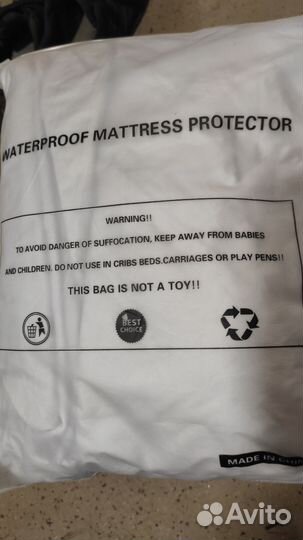 WATERPROOF MATTRESS PROTECTOR
WARNING!!
TO AVOID DANGER OF SUFFOCATION, KEEP AWAY FROM BABIES
AND CHILDREN. DO NOT USE IN CRIBS BEDS.CARRIAGES OR PLAY PENS!!
THIS BAG IS NOT A TOY!!
BEST
CHOICE
MADE IN CHIN
Avito